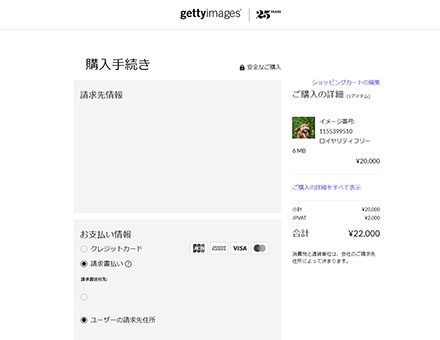 gettyimages® 25 YEARS
購入手続き
安全なご購入
ショッピングカートの編集
ご購入の詳細 (1アイテム)
請求先情報
イメージ番号:
1155399510
ロイヤリティフリー
6 MB
¥20,000
ご購入の詳細をすべて表示
小計 ¥20,000
JPVAT ¥2,000
合計 ¥22,000
消費税と通貨単位は、会社のご請求先
住所によって決まります。
お支払い情報
クレジットカード
JCB AMERICAN EXPRESS VISA
請求書払い ?
請求書送付先:
ユーザーの請求先住所